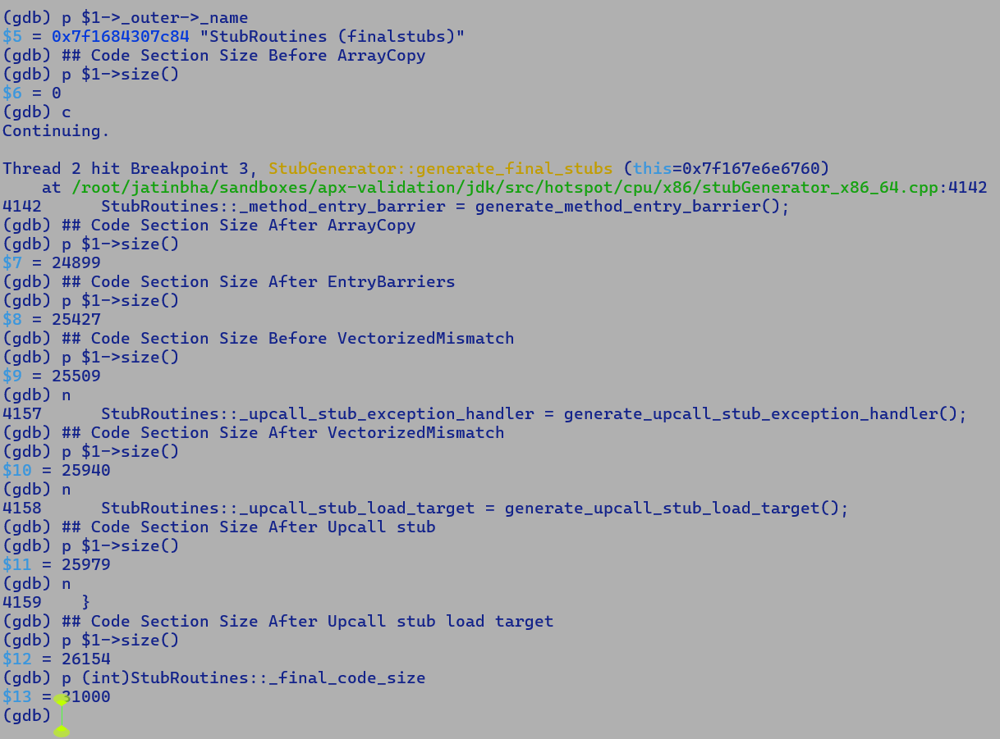 (gdb) p $1->_outer->_name
$5 = 0x7f1684307c84 "StubRoutines (finalstubs)"
(gdb) ## Code Section Size Before ArrayCopy
(gdb) p $1->size()
$6 = 0
(gdb) c
Continuing.

Thread 2 hit Breakpoint 3, StubGenerator::generate_final_stubs (this=0x7f167e6e6760)
    at /root/jatinbha/sandboxes/apx-validation/jdk/src/hotspot/cpu/x86/stubGenerator_x86_64.cpp:4142
4142      StubRoutines::_method_entry_barrier = generate_method_entry_barrier();
(gdb) ## Code Section Size After ArrayCopy
(gdb) p $1->size()
$7 = 24899
(gdb) ## Code Section Size After EntryBarriers
(gdb) p $1->size()
$8 = 25427
(gdb) ## Code Section Size Before VectorizedMismatch
(gdb) p $1->size()
$9 = 25509
(gdb) n
4157      StubRoutines::_upcall_stub_exception_handler = generate_upcall_stub_exception_handler();
(gdb) ## Code Section Size After VectorizedMismatch
(gdb) p $1->size()
$10 = 25940
(gdb) n
4158      StubRoutines::_upcall_stub_load_target = generate_upcall_stub_load_target();
(gdb) ## Code Section Size After Upcall stub
(gdb) p $1->size()
$11 = 25979
(gdb) n
4159    }
(gdb) ## Code Section Size After Upcall stub load target
(gdb) p $1->size()
$12 = 26154
(gdb) p (int)StubRoutines::_final_code_size
$13 = 31000
(gdb)